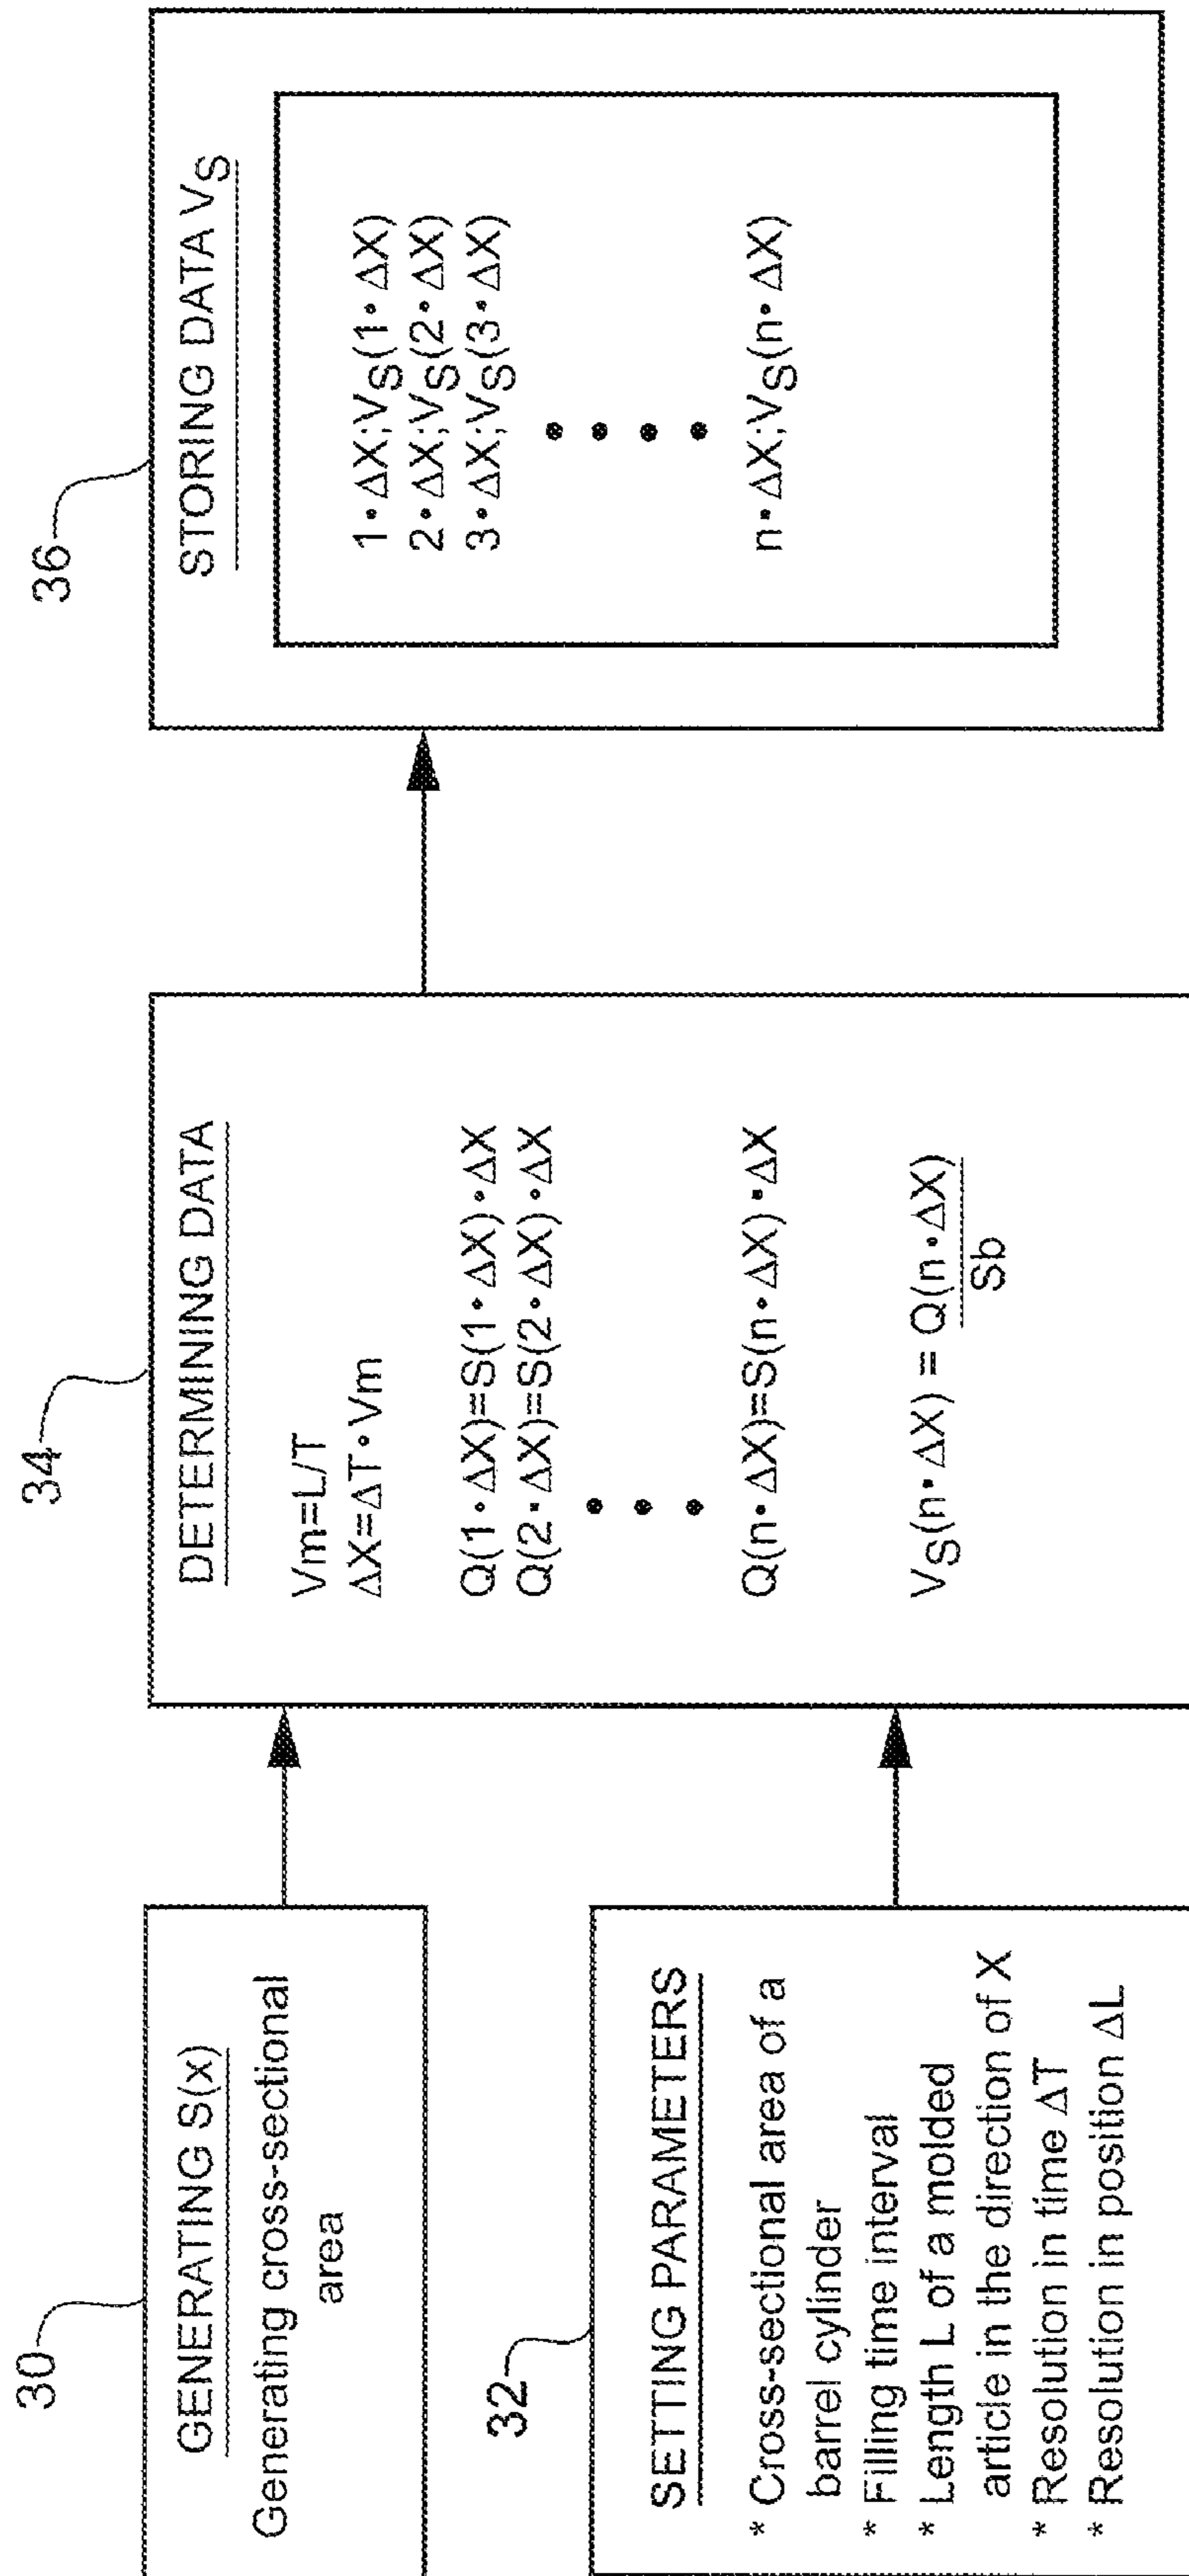 30
GENERATING S(x)
Generating cross-sectional
area
32
SETTING PARAMETERS
* Cross-sectional area of a
barrel cylinder
* Filling time interval
* Length L of a molded
article in the direction of X
* Resolution in time ΔT
* Resolution in position ΔL
34
DETERMINING DATA
Vm=L/T
ΔX=ΔT•Vm
Q(1•ΔX)=S(1•ΔX)•ΔX
Q(2•ΔX)=S(2•ΔX)•ΔX
Q(n•ΔX)=S(n•ΔX)•ΔX
VS(n•ΔX) = Q(n•ΔX)
Sb
36
STORING DATA VS
1•ΔX;VS(1•ΔX)
2•ΔX;VS(2•ΔX)
3•ΔX;VS(3•ΔX)
n•ΔX;VS(n•ΔX)